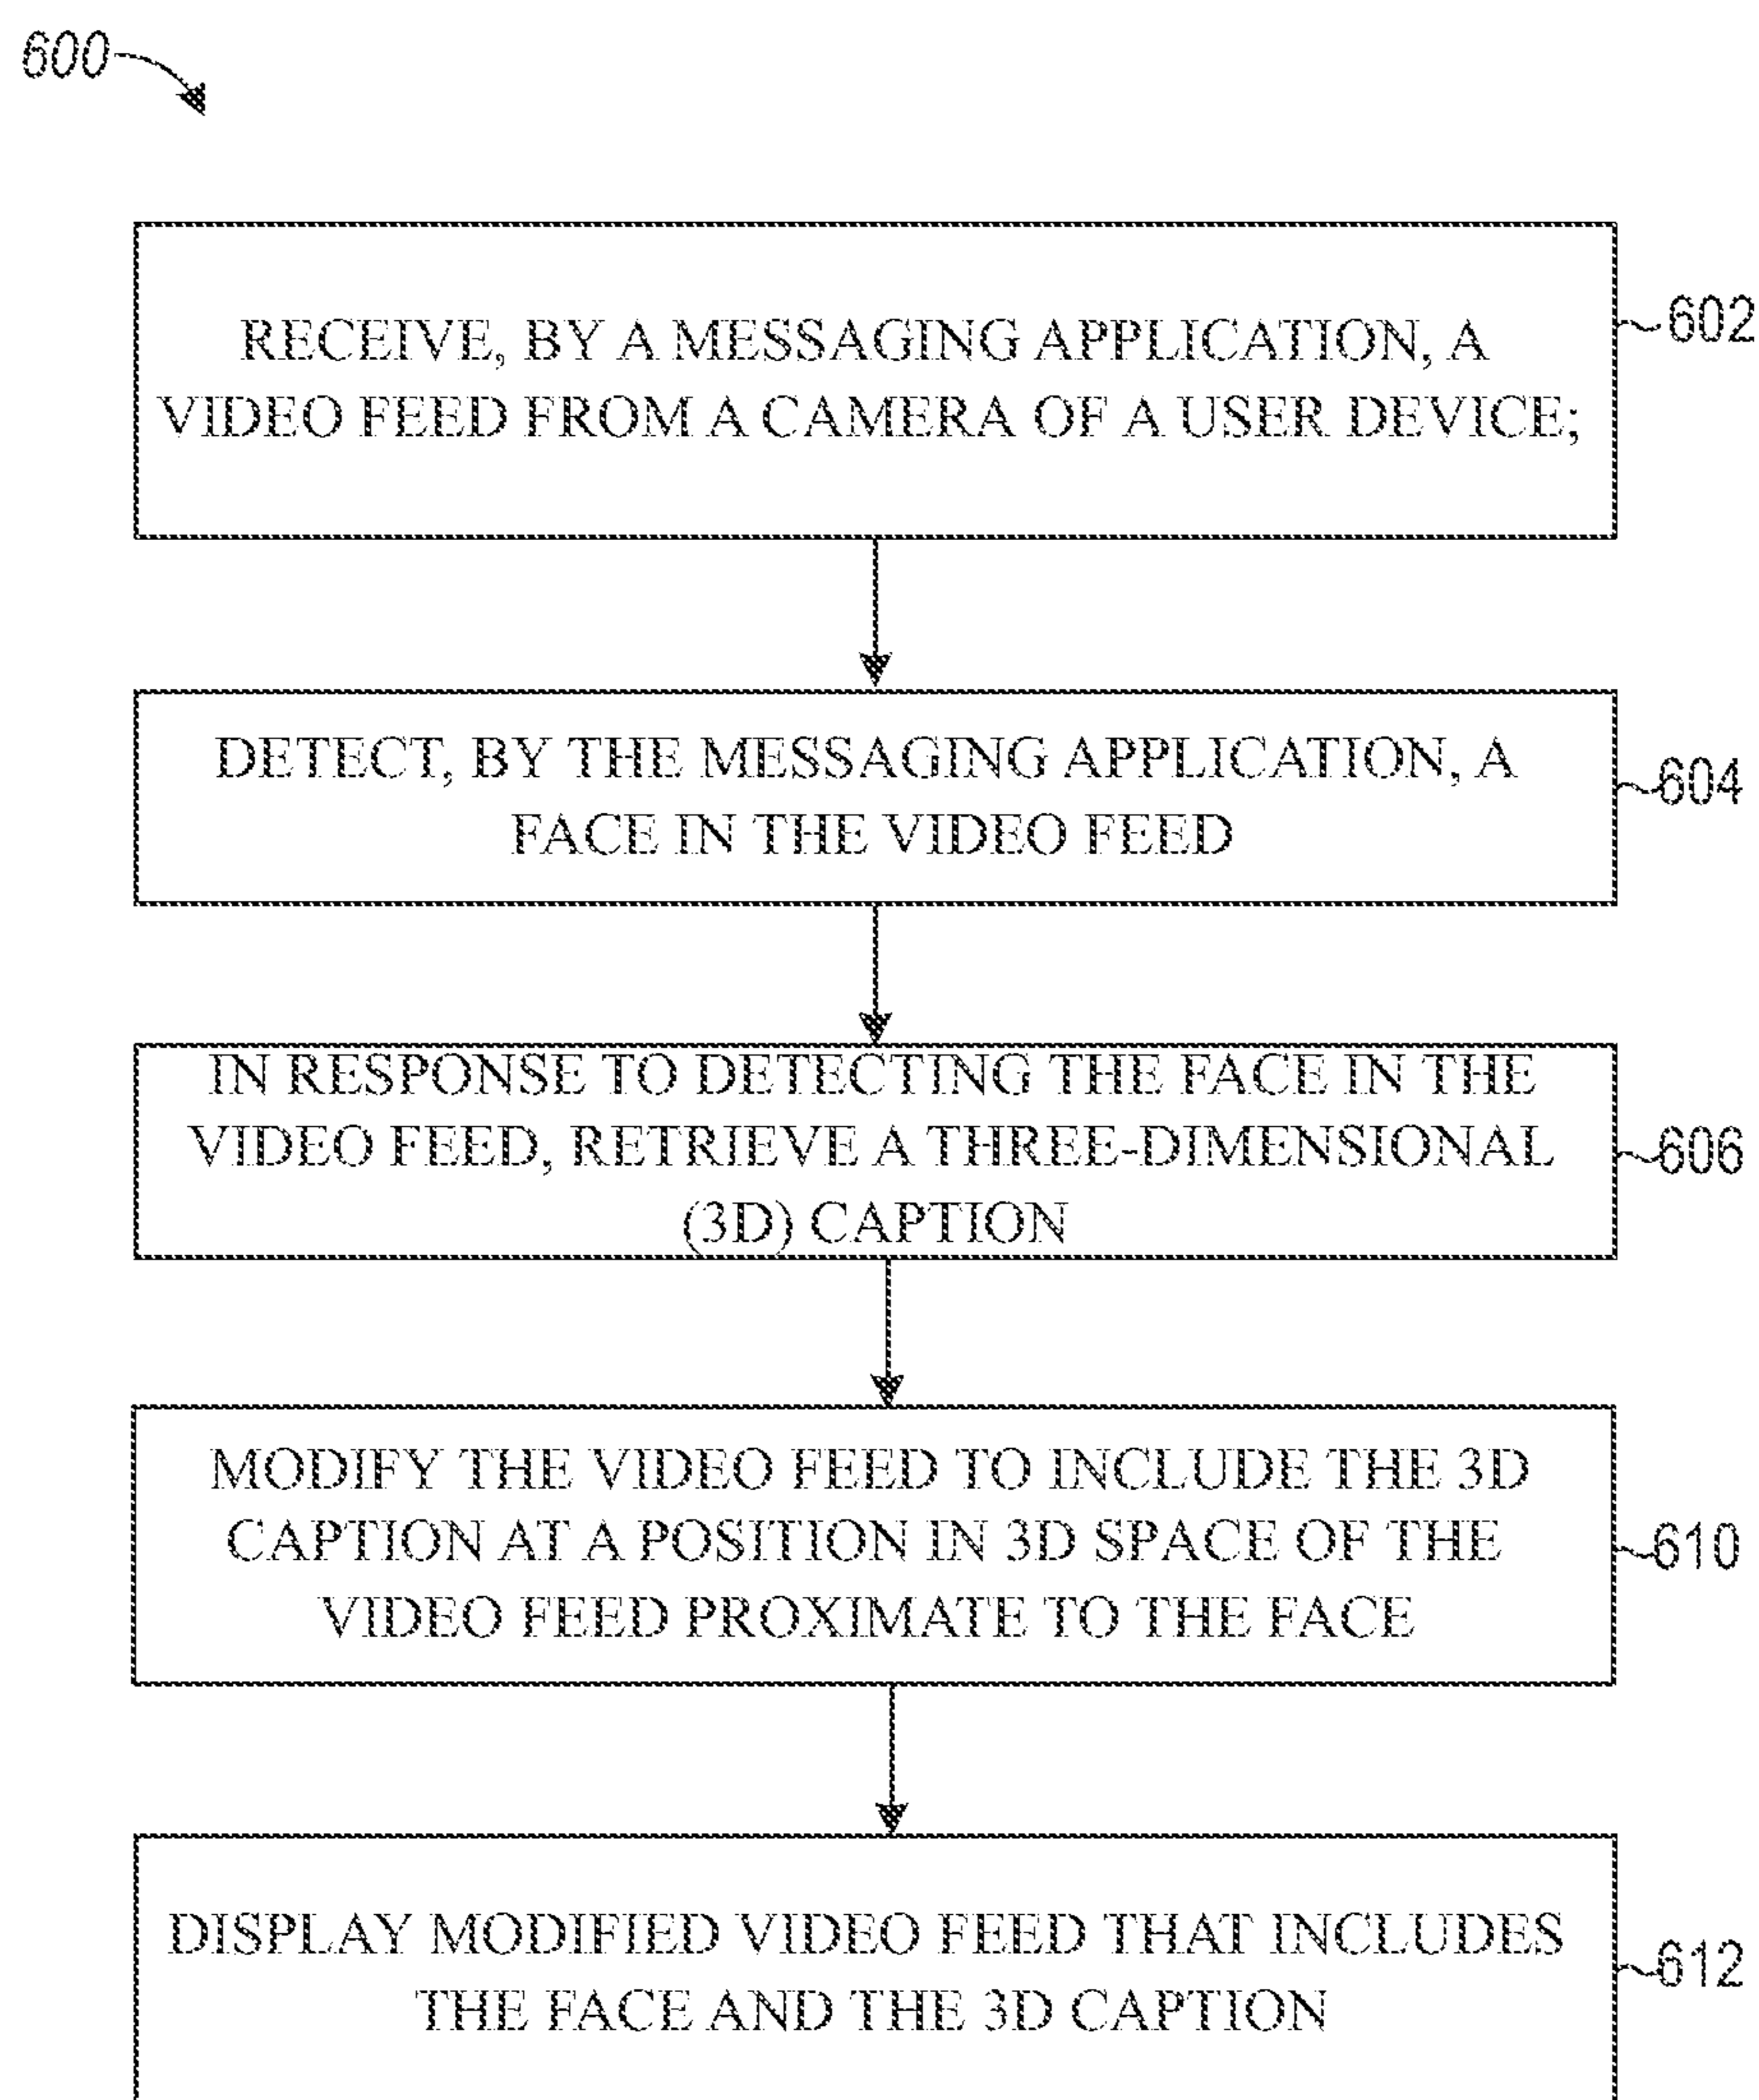 600
RECEIVE, BY A MESSAGING APPLICATION, A
VIDEO FEED FROM A CAMERA OF A USER DEVICE;
602
DETECT, BY THE MESSAGING APPLICATION, A
FACE IN THE VIDEO FEED
604
IN RESPONSE TO DETECTING THE FACE IN THE
VIDEO FEED, RETRIEVE A THREE-DIMENSIONAL
(3D) CAPTION
606
MODIFY THE VIDEO FEED TO INCLUDE THE 3D
CAPTION AT A POSITION IN 3D SPACE OF THE
VIDEO FEED PROXIMATE TO THE FACE
610
DISPLAY MODIFIED VIDEO FEED THAT INCLUDES
THE FACE AND THE 3D CAPTION
612